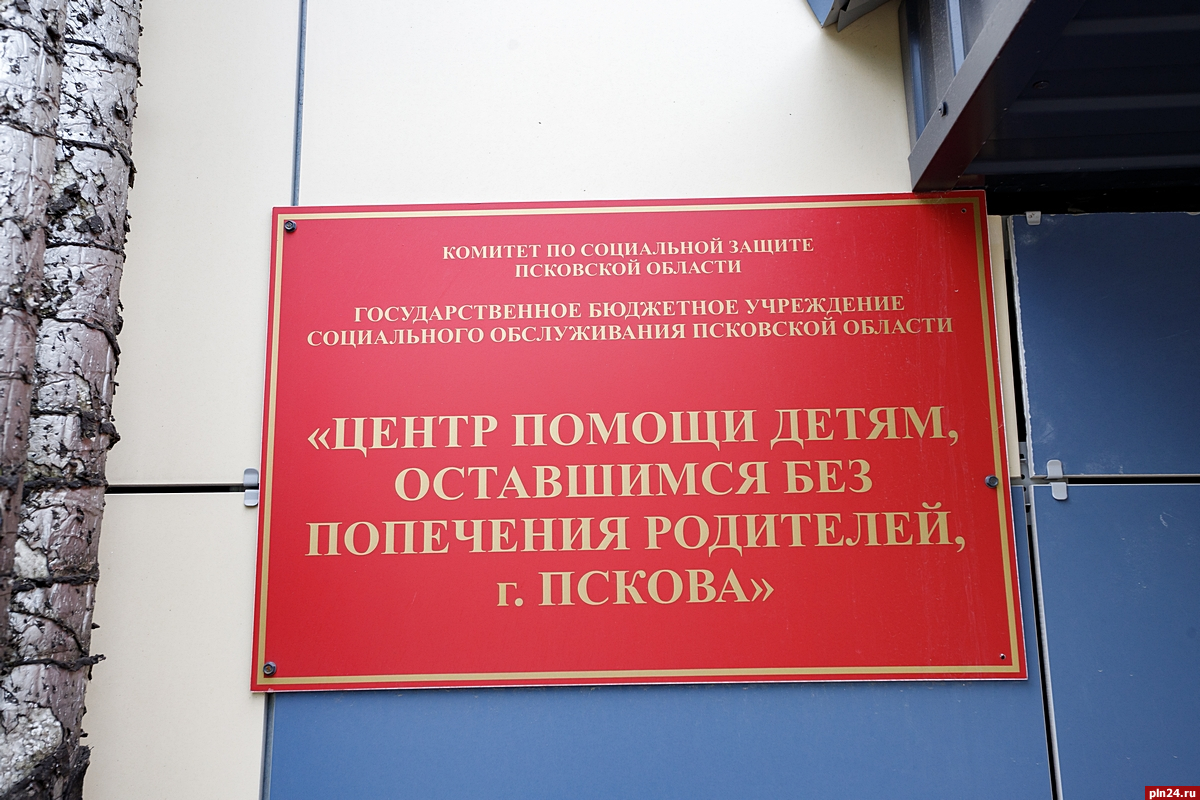 КОМИТЕТ ПО СОЦИАЛЬНОЙ ЗАЩИТЕ
ПСКОВСКОЙ ОБЛАСТИ
ГОСУДАРСТВЕННОЕ БЮДЖЕТНОЕ УЧРЕЖДЕНИЕ
СОЦИАЛЬНОГО ОБСЛУЖИВАНИЯ ПСКОВСКОЙ ОБЛАСТИ
«ЦЕНТР ПОМОЩИ ДЕТЯМ,
ОСТАВШИМСЯ БЕЗ
ПОПЕЧЕНИЯ РОДИТЕЛЕЙ,
г. ПСКОВА»
pln24.ru